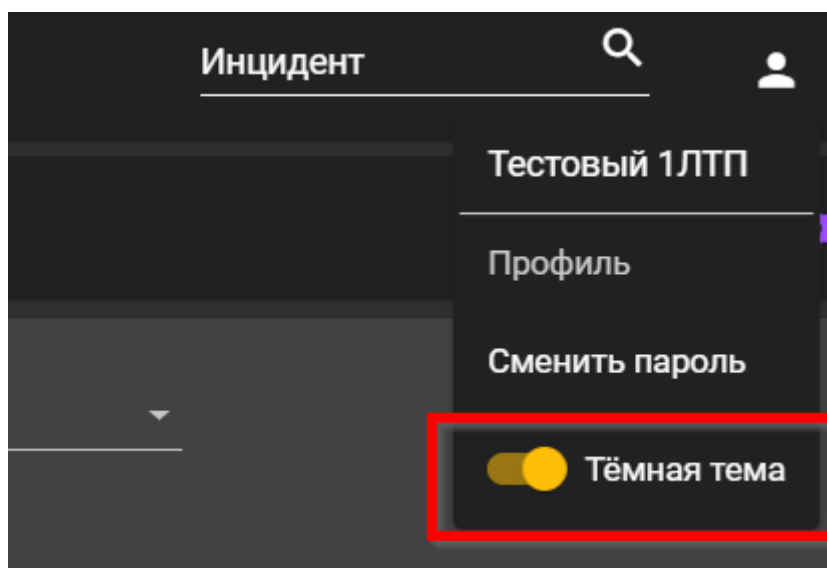 Инцидент
Тестовый 1ЛТП
Профиль
Сменить пароль
Тёмная тема